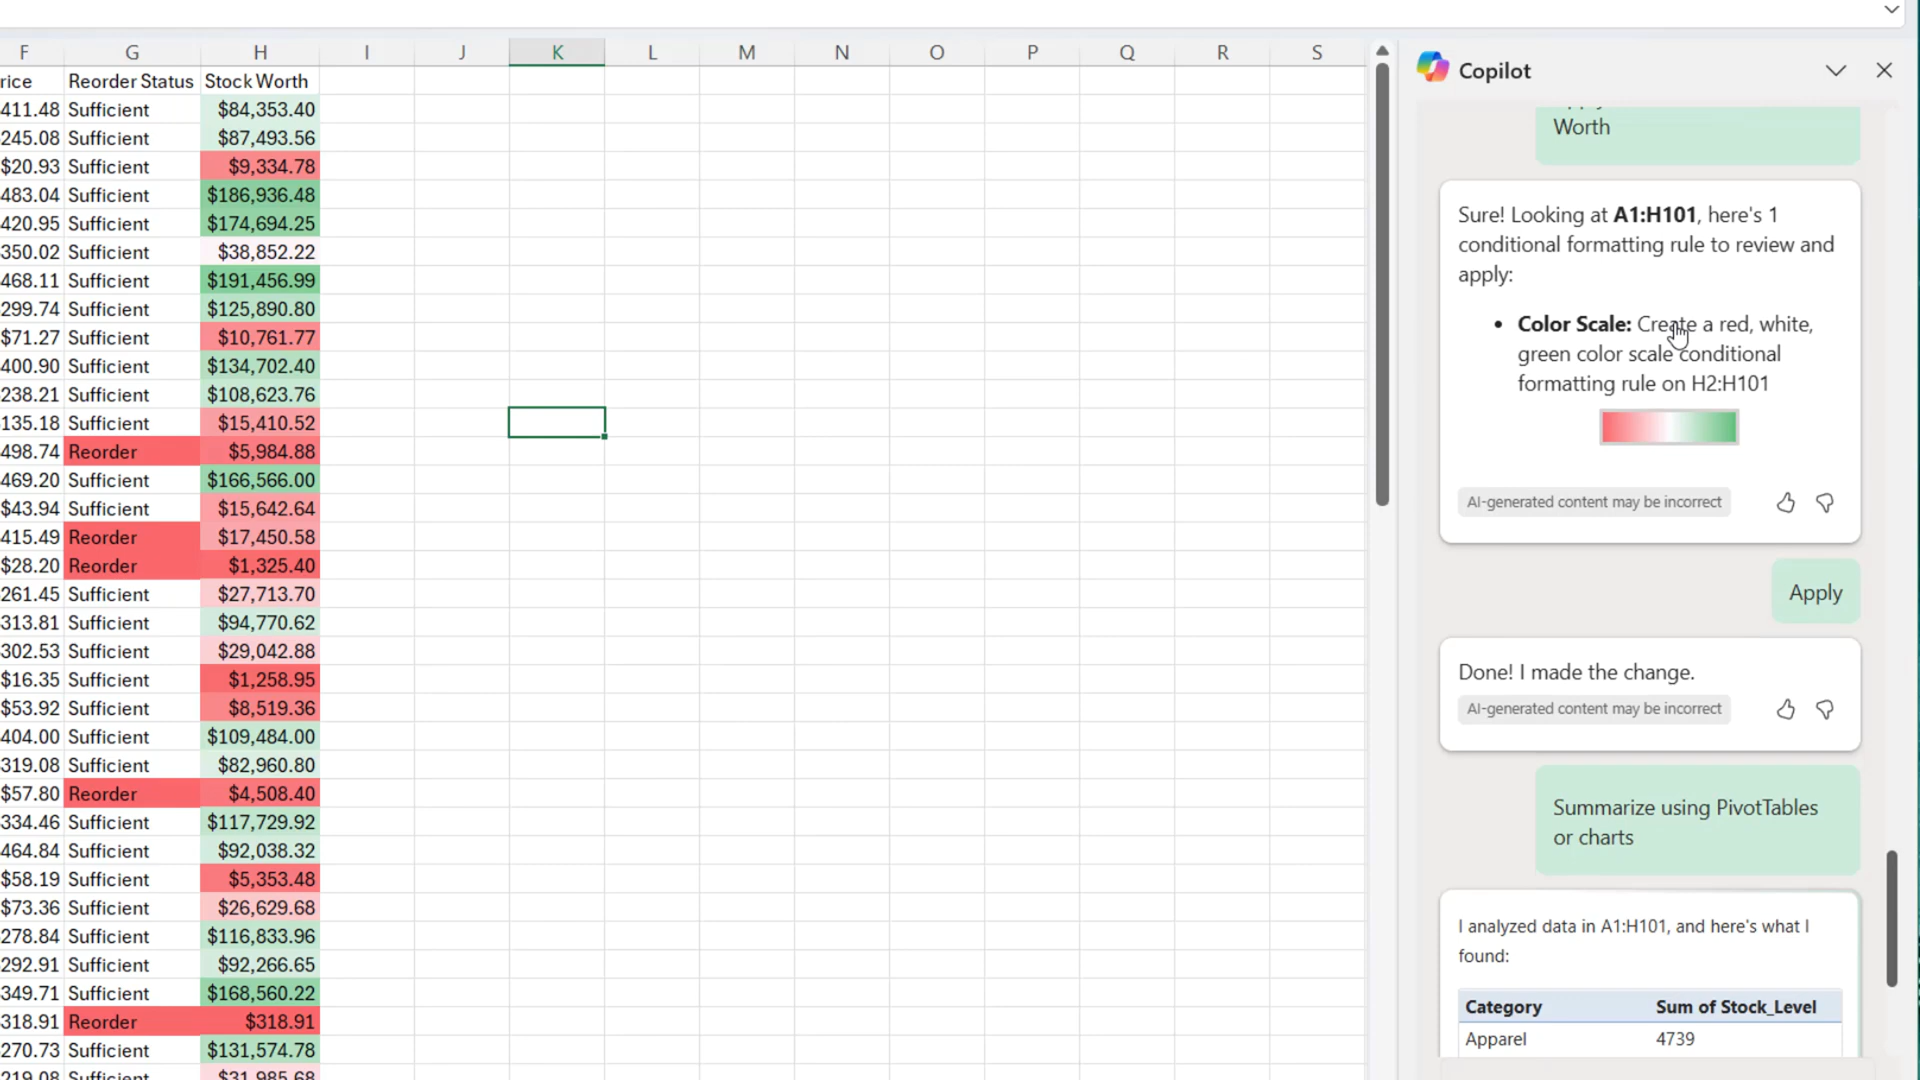 F G H I J K L M N O P Q R S
rice Reorder Status Stock Worth
411.48 Sufficient $84,353.40
245.08 Sufficient $87,493.56
$20.93 Sufficient $9,334.78
483.04 Sufficient $186,936.48
420.95 Sufficient $174,694.25
350.02 Sufficient $38,852.22
468.11 Sufficient $191,456.99
299.74 Sufficient $125,890.80
$71.27 Sufficient $10,761.77
400.90 Sufficient $134,702.40
238.21 Sufficient $108,623.76
135.18 Sufficient $15,410.52
498.74 Reorder $5,984.88
469.20 Sufficient $166,566.00
$43.94 Sufficient $15,642.64
415.49 Reorder $17,450.58
$28.20 Reorder $1,325.40
261.45 Sufficient $27,713.70
313.81 Sufficient $94,770.62
302.53 Sufficient $29,042.88
$16.35 Sufficient $1,258.95
$53.92 Sufficient $8,519.36
404.00 Sufficient $109,484.00
319.08 Sufficient $82,960.80
$57.80 Reorder $4,508.40
334.46 Sufficient $117,729.92
464.84 Sufficient $92,038.32
$58.19 Sufficient $5,353.48
$73.36 Sufficient $26,629.68
278.84 Sufficient $116,833.96
292.91 Sufficient $92,266.65
349.71 Sufficient $168,560.22
318.91 Reorder $318.91
270.73 Sufficient $131,574.78
219.08 Sufficient $31,985.68
Copilot
Worth
Sure! Looking at A1:H101, here's 1
conditional formatting rule to review and
apply:
• Color Scale: Create a red, white,
green color scale conditional
formatting rule on H2:H101
AI-generated content may be incorrect
Apply
Done! I made the change.
AI-generated content may be incorrect
Summarize using PivotTables
or charts
I analyzed data in A1:H101, and here's what I
found:
Category Sum of Stock_Level
Apparel 4739